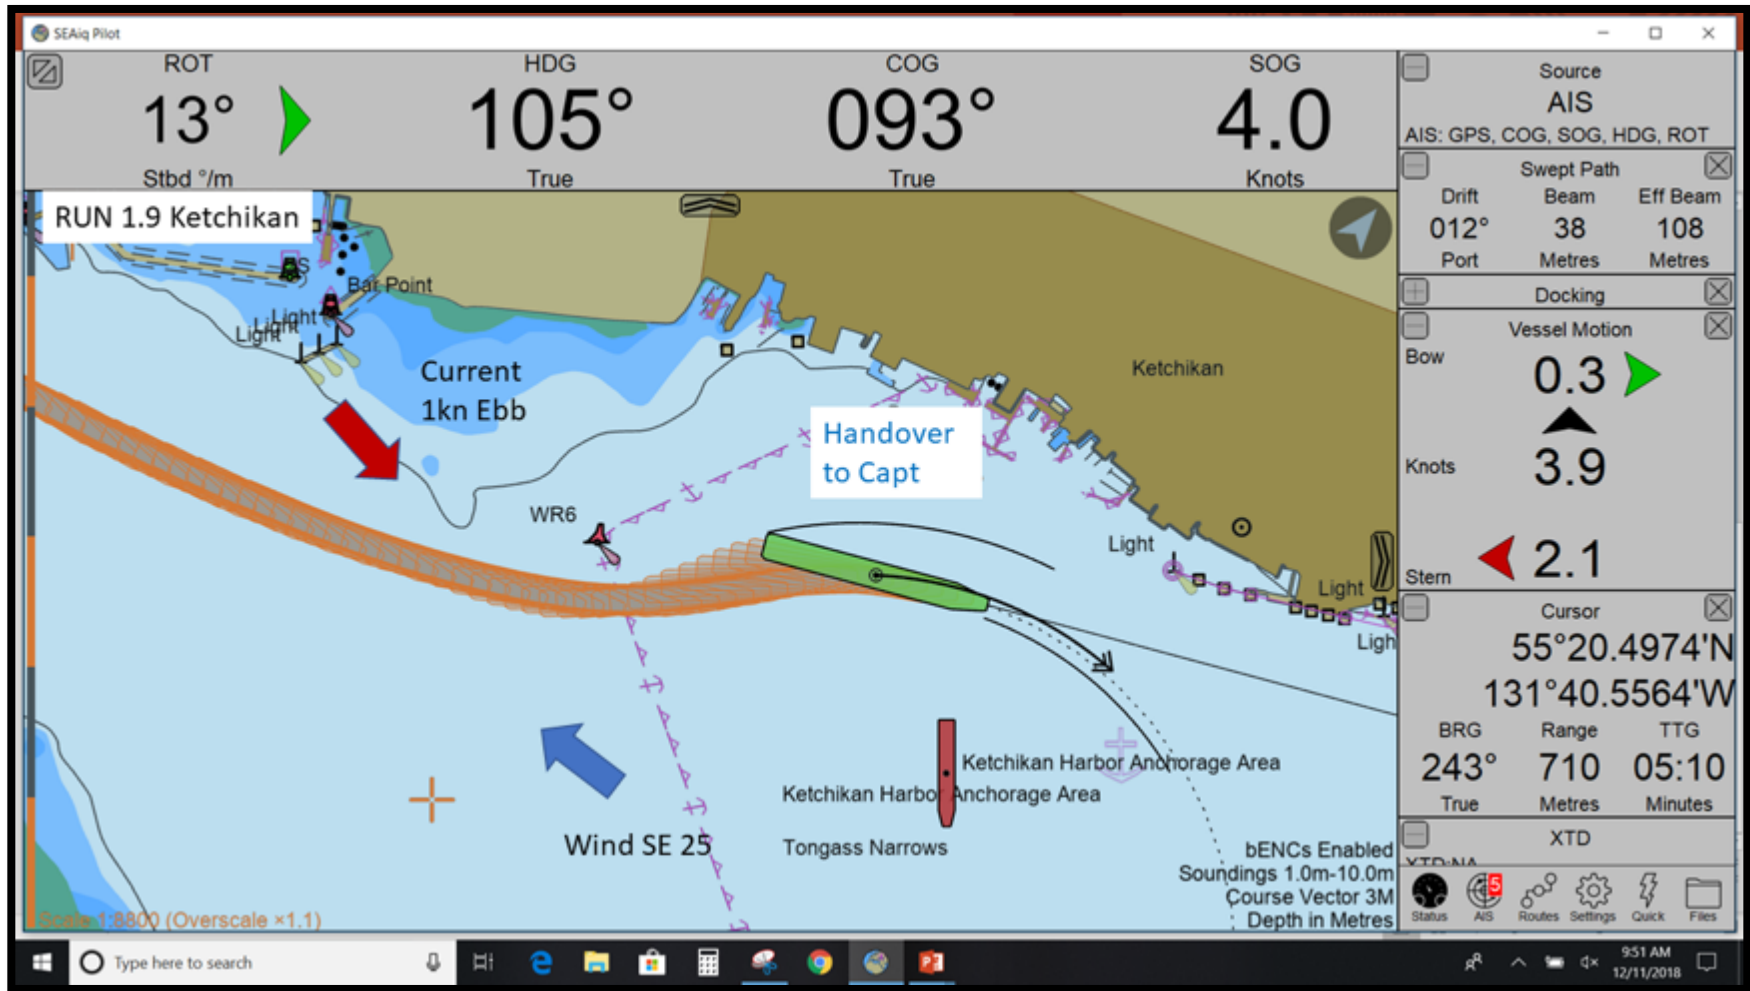 SEAiq Pilot
ROT
13°
Stbd °/m
HDG
105°
True
COG
093°
True
SOG
4.0
Knots
RUN 1.9 Ketchikan
S
Bar Point
Light
Light
Light
Current
1kn Ebb
Ketchikan
Handover
to Capt
WR6
Light
Light
Ligh
Ketchikan Harbor Anchorage Area
Ketchikan Harbor Anchorage Area
Wind SE 25
Tongass Narrows
bENCs Enabled
Soundings 1.0m-10.0m
Course Vector 3M
Depth in Metres
Scale 1:8800 (Overscale ×1.1)
Source
AIS
AIS: GPS, COG, SOG, HDG, ROT
Swept Path
Drift Beam Eff Beam
012° 38 108
Port Metres Metres
Docking
Vessel Motion
Bow
0.3
Knots
3.9
Stern
2.1
Cursor
55°20.4974'N
131°40.5564'W
BRG Range TTG
243° 710 05:10
True Metres Minutes
XTD
XTD:NA
5
Status AIS Routes Settings Quick Files
Type here to search
9:51 AM
12/11/2018